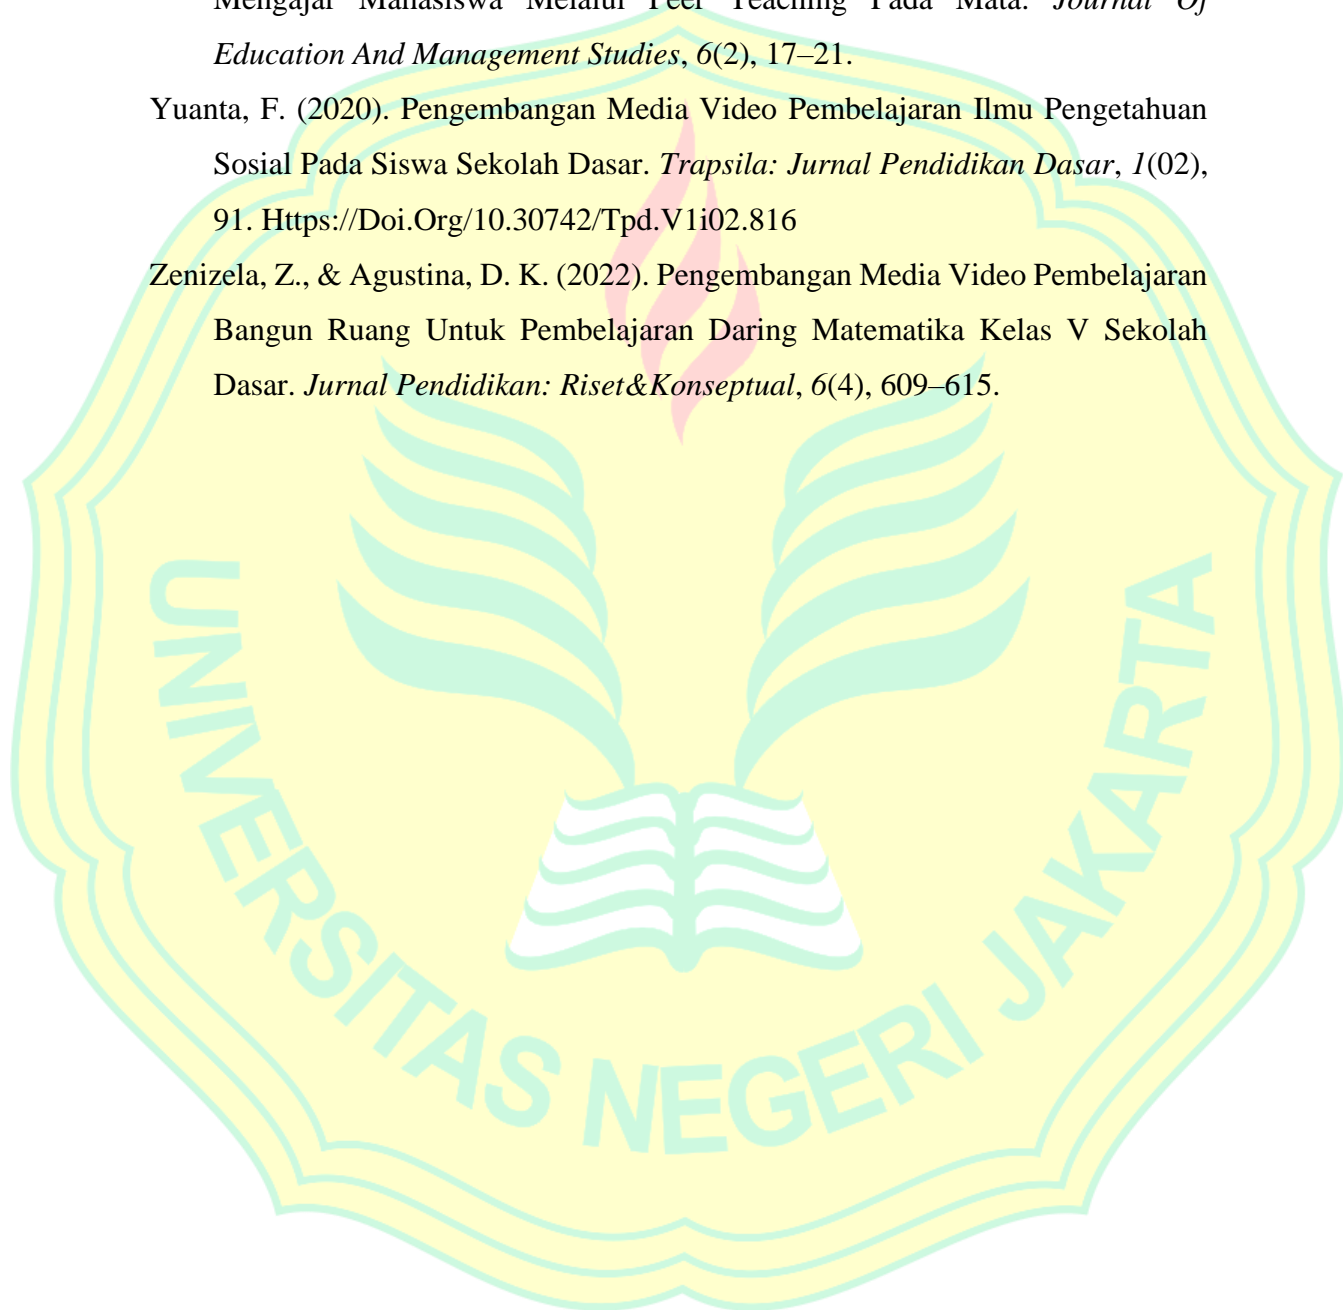 Mengajar Mahasiswa Melalui Peer Teaching Pada Mata. Journal Of
Education And Management Studies, 6(2), 17–21.
Yuanta, F. (2020). Pengembangan Media Video Pembelajaran Ilmu Pengetahuan
Sosial Pada Siswa Sekolah Dasar. Trapsila: Jurnal Pendidikan Dasar, 1(02),
91. Https://Doi.Org/10.30742/Tpd.V1i02.816
Zenizela, Z., & Agustina, D. K. (2022). Pengembangan Media Video Pembelajaran
Bangun Ruang Untuk Pembelajaran Daring Matematika Kelas V Sekolah
Dasar. Jurnal Pendidikan: Riset&Konseptual, 6(4), 609–615.
UNIVERSITAS NEGERI JAKARTA